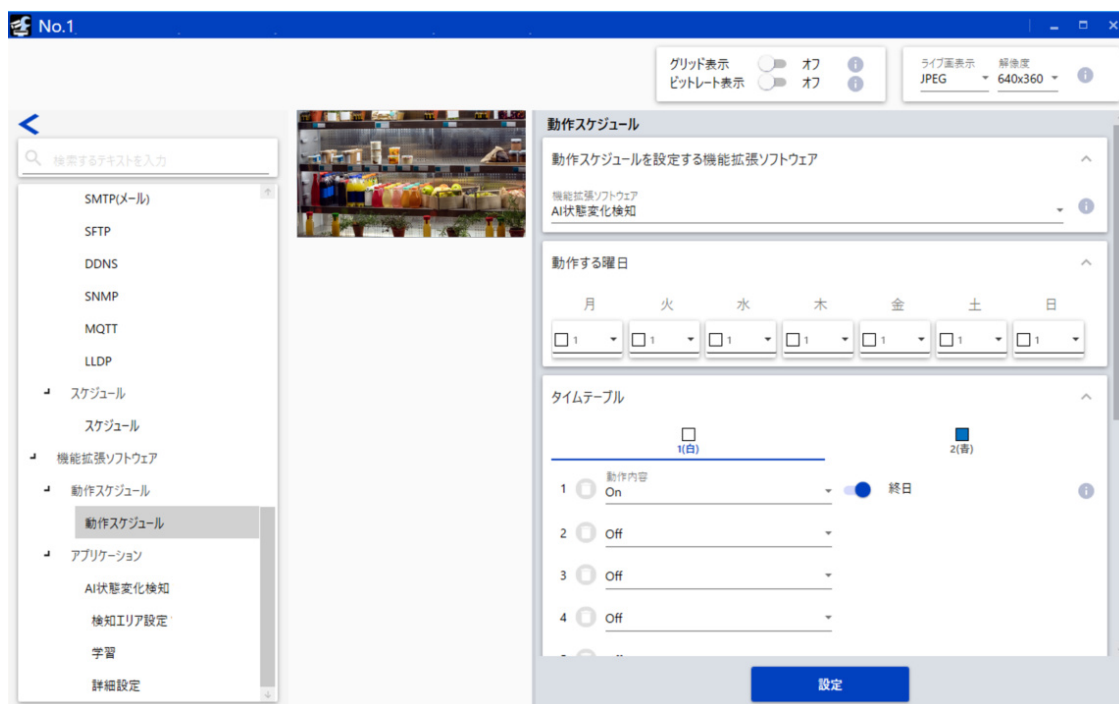 No.1
グリッド表示 オフ
ビットレート表示 オフ
ライブ画表示 解像度
JPEG 640x360
検索するテキストを入力
SMTP(メール)
SFTP
DDNS
SNMP
MQTT
LLDP
スケジュール
スケジュール
機能拡張ソフトウェア
動作スケジュール
動作スケジュール
アプリケーション
AI状態変化検知
検知エリア設定
学習
詳細設定
動作スケジュール
動作スケジュールを設定する機能拡張ソフトウェア
機能拡張ソフトウェア
AI状態変化検知
動作する曜日
月 火 水 木 金 土 日
1 1 1 1 1 1 1
タイムテーブル
1(白) 2(青)
動作内容
1 On 終日
2 Off
3 Off
4 Off
設定